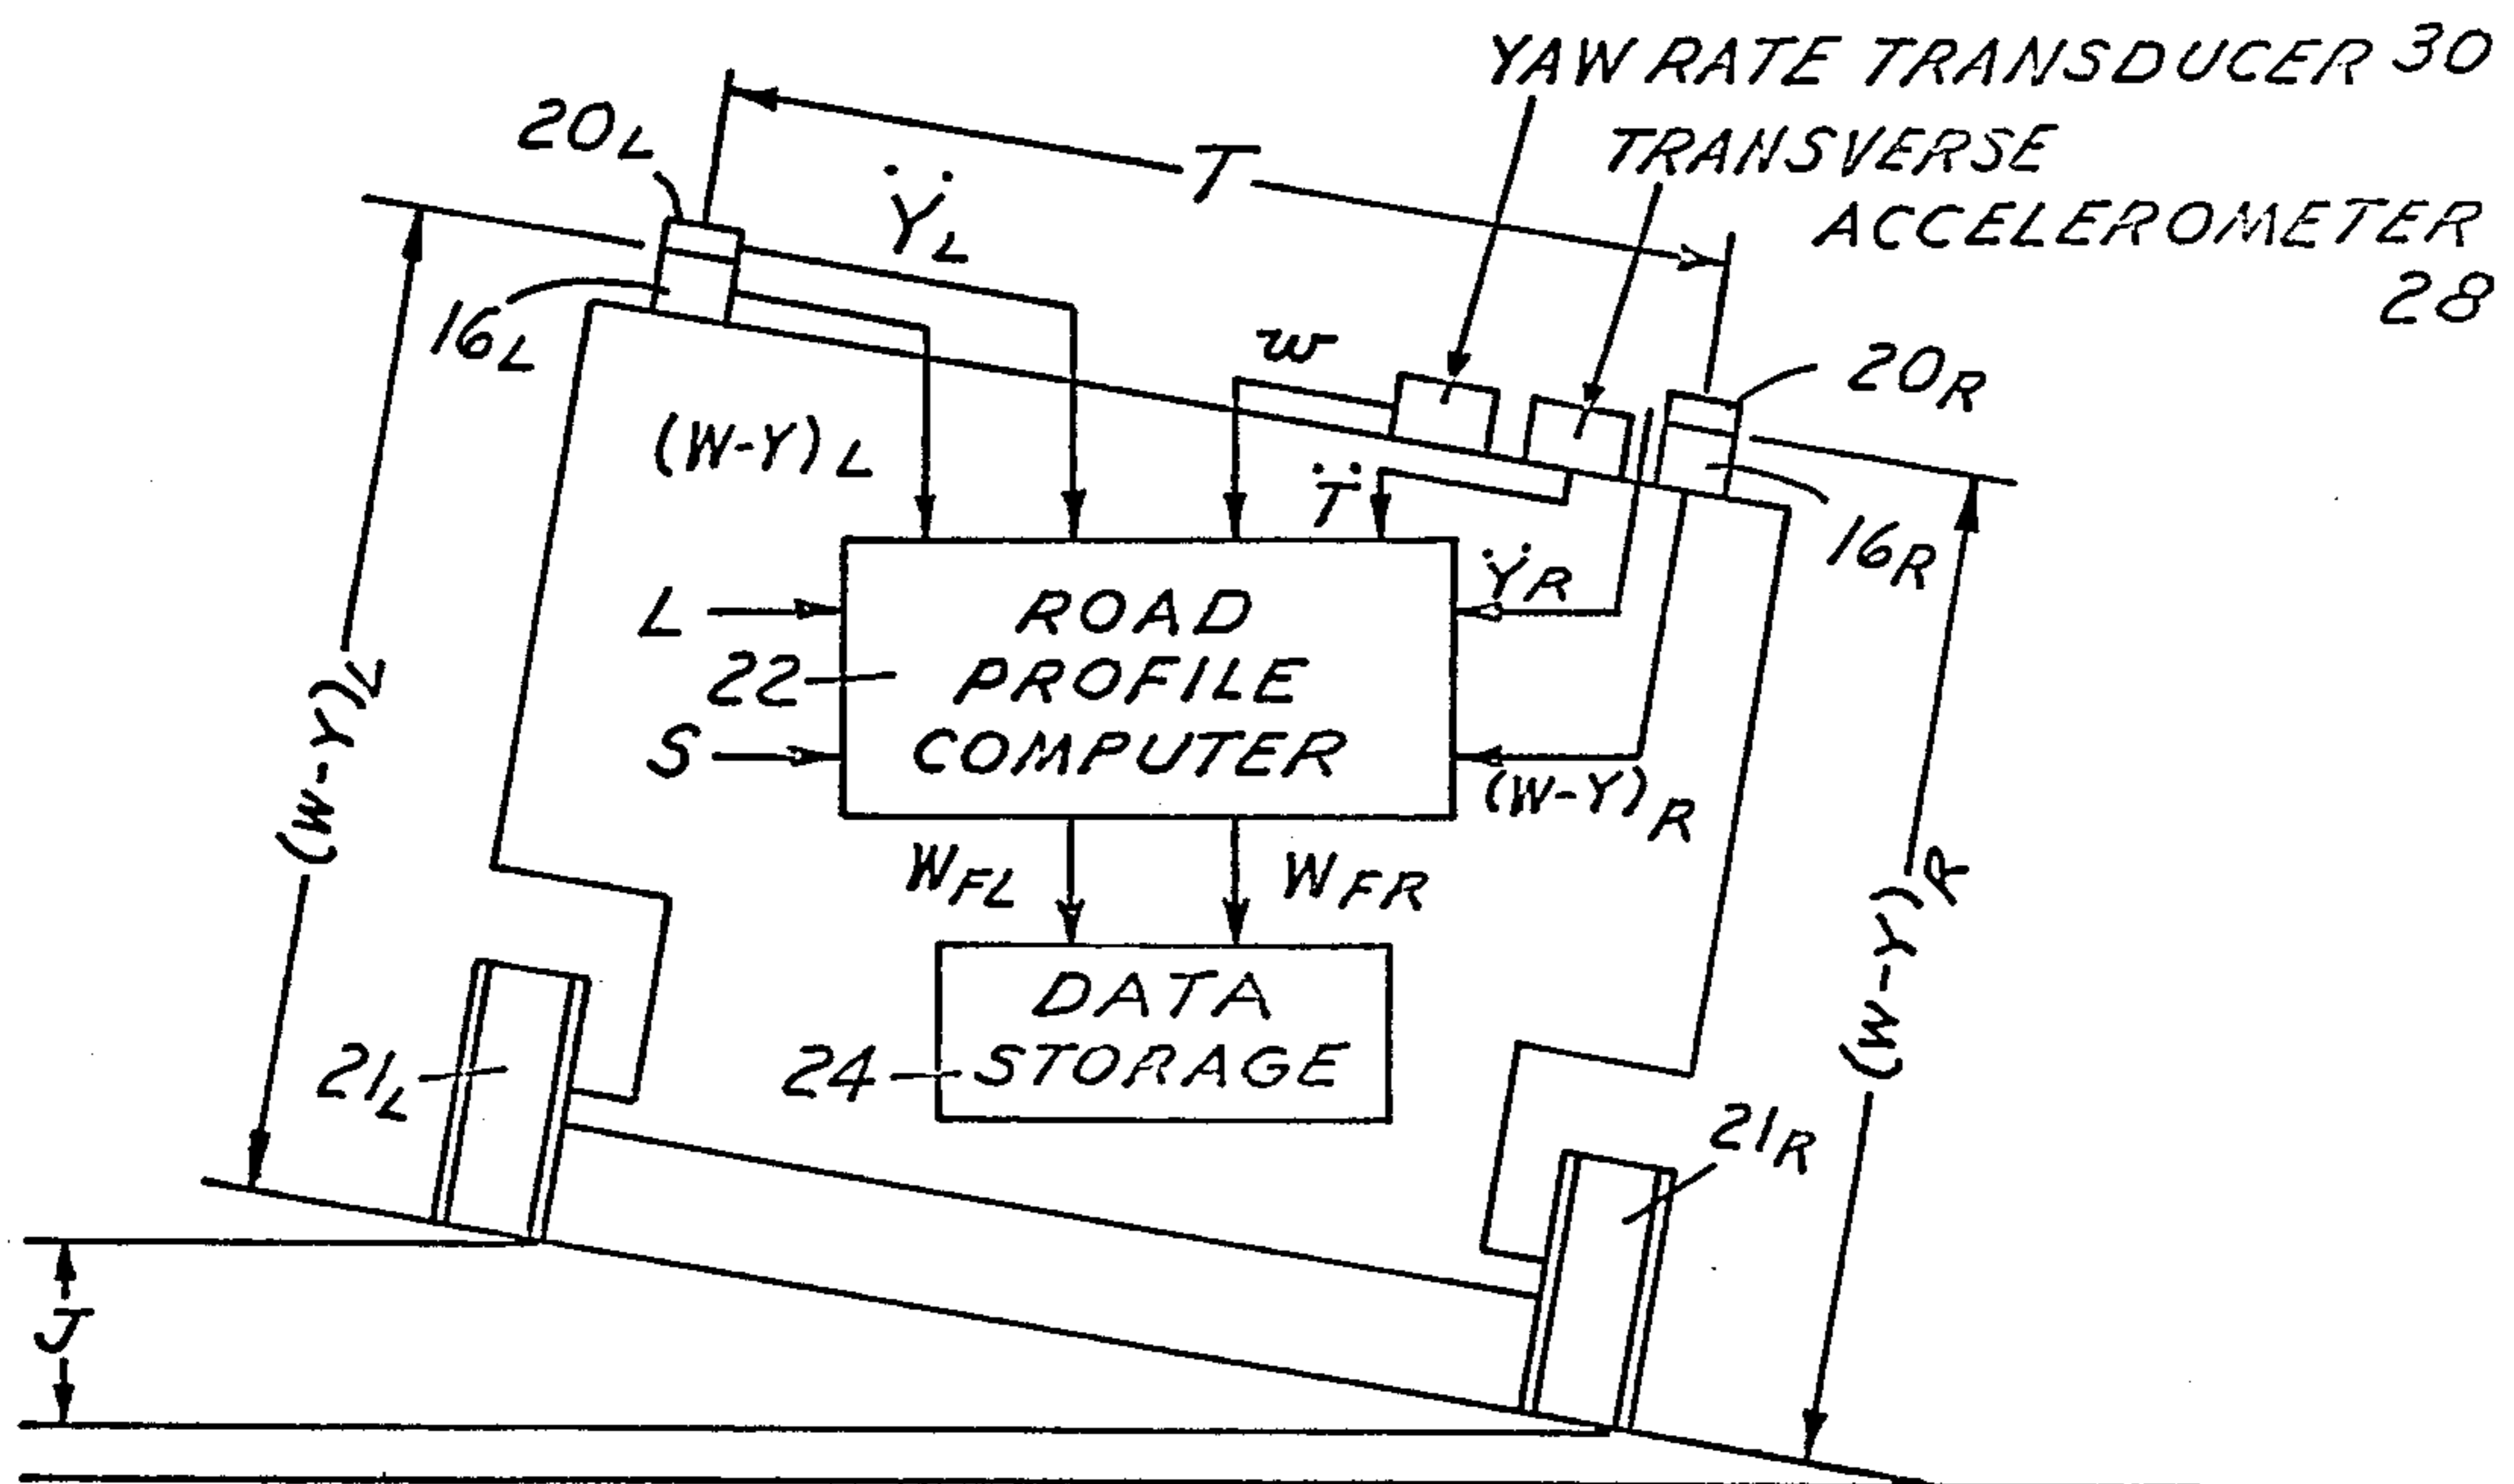 YAW RATE TRANSDUCER 30
TRANSVERSE
ACCELEROMETER
28
20L
T
ŸL
16L
w
20R
(W-Y)L
T̈
16R
ŸR
L
ROAD
22
PROFILE
S
COMPUTER
(W-Y)R
(W-Y)L
WFL
WFR
(W-Y)R
DATA
24
STORAGE
21L
21R
J